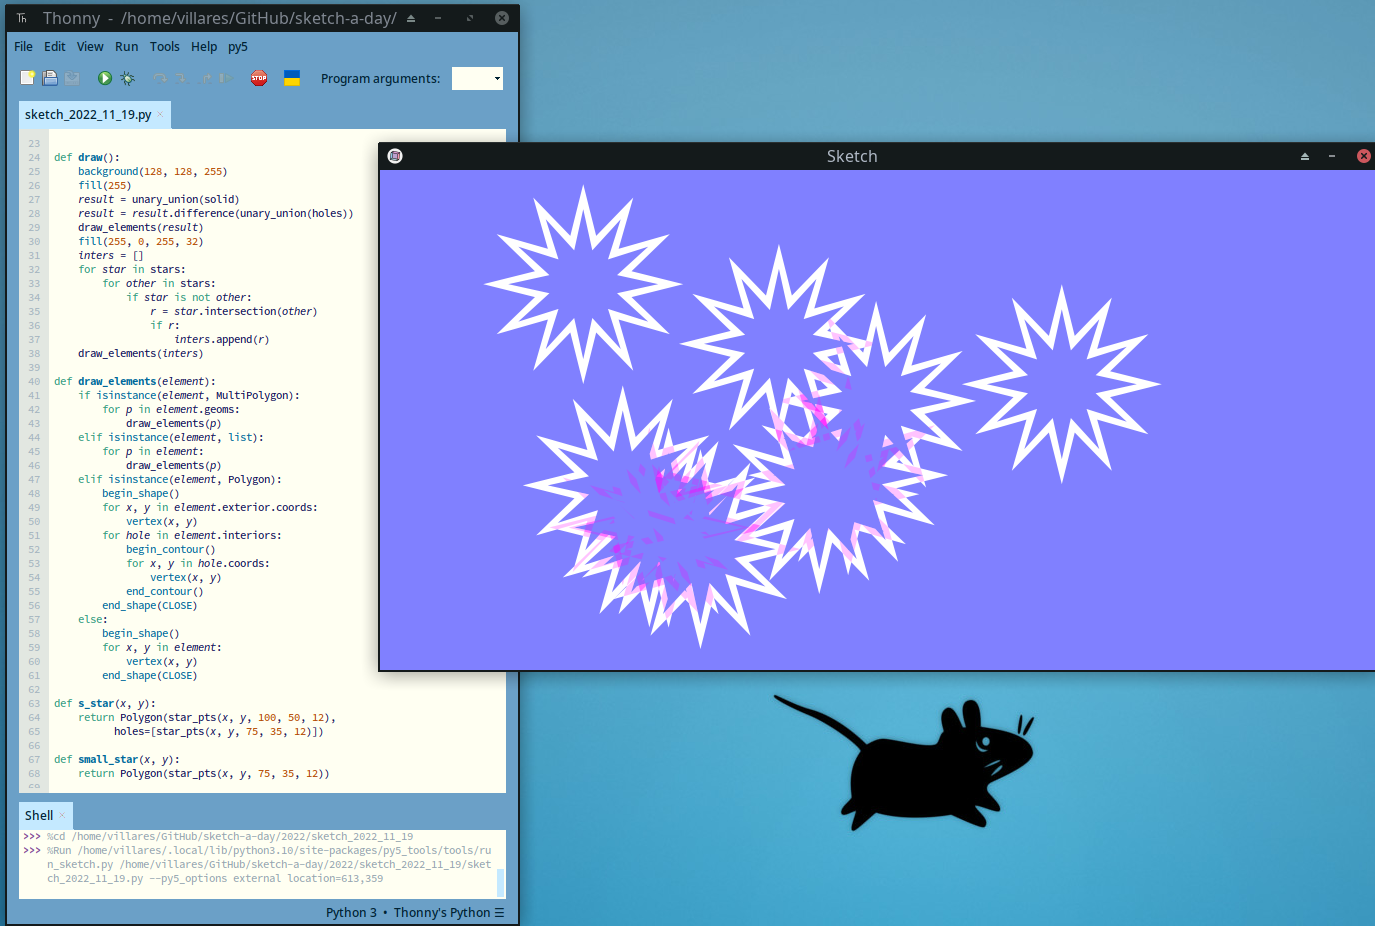 Thonny - /home/villares/GitHub/sketch-a-day/
File Edit View Run Tools Help py5
STOP Program arguments:
sketch_2022_11_19.py
23
24 def draw():
25     background(128, 128, 255)
26     fill(255)
27     result = unary_union(solid)
28     result = result.difference(unary_union(holes))
29     draw_elements(result)
30     fill(255, 0, 255, 32)
31     inters = []
32     for star in stars:
33         for other in stars:
34             if star is not other:
35                 r = star.intersection(other)
36                 if r:
37                     inters.append(r)
38     draw_elements(inters)
39
40 def draw_elements(element):
41     if isinstance(element, MultiPolygon):
42         for p in element.geoms:
43             draw_elements(p)
44     elif isinstance(element, list):
45         for p in element:
46             draw_elements(p)
47     elif isinstance(element, Polygon):
48         begin_shape()
49         for x, y in element.exterior.coords:
50             vertex(x, y)
51         for hole in element.interiors:
52             begin_contour()
53             for x, y in hole.coords:
54                 vertex(x, y)
55             end_contour()
56         end_shape(CLOSE)
57     else:
58         begin_shape()
59         for x, y in element:
60             vertex(x, y)
61         end_shape(CLOSE)
62
63 def s_star(x, y):
64     return Polygon(star_pts(x, y, 100, 50, 12),
65           holes=[star_pts(x, y, 75, 35, 12)])
66
67 def small_star(x, y):
68     return Polygon(star_pts(x, y, 75, 35, 12))
69
Shell
>>> %cd /home/villares/GitHub/sketch-a-day/2022/sketch_2022_11_19
>>> %Run /home/villares/.local/lib/python3.10/site-packages/py5_tools/tools/ru
n_sketch.py /home/villares/GitHub/sketch-a-day/2022/sketch_2022_11_19/sket
ch_2022_11_19.py --py5_options external location=613,359
Python 3 • Thonny's Python ☰
Sketch